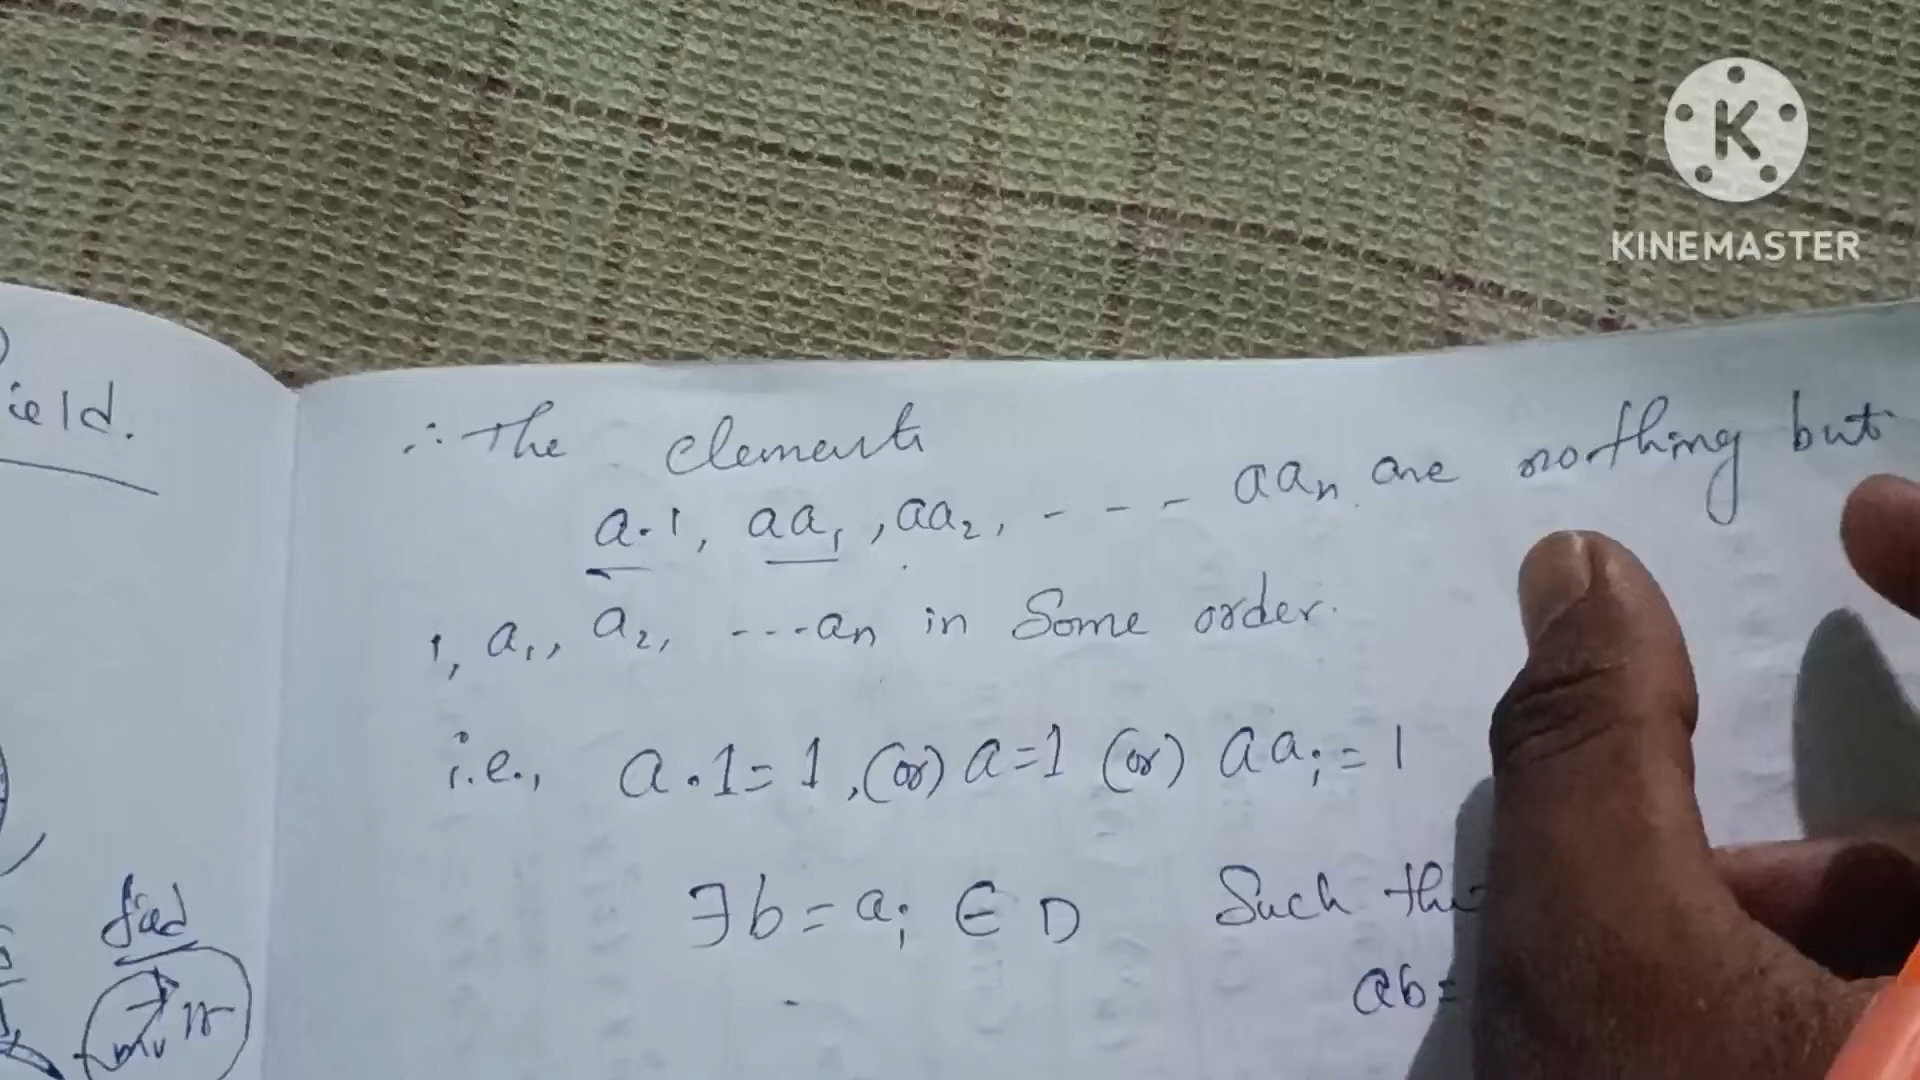 KINEMASTER
ield.
∴ The elements
a.1, aa₁, aa₂, - - - - aaₙ are nothing but
1, a₁, a₂, ---aₙ in Some order.
i.e., a.1=1, (or) a=1 (or) aaᵢ=1
∃ b = aᵢ ∈ D Such th
ab=